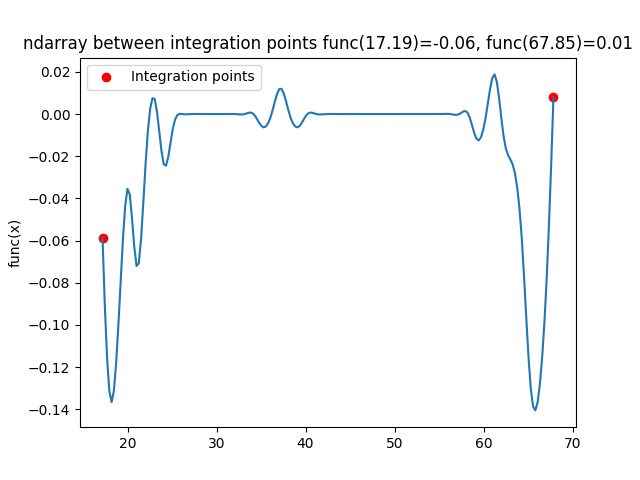 ndarray between integration points func(17.19)=-0.06, func(67.85)=0.01
Integration points
func(x)
0.02
0.00
−0.02
−0.04
−0.06
−0.08
−0.10
−0.12
−0.14
20 30 40 50 60 70